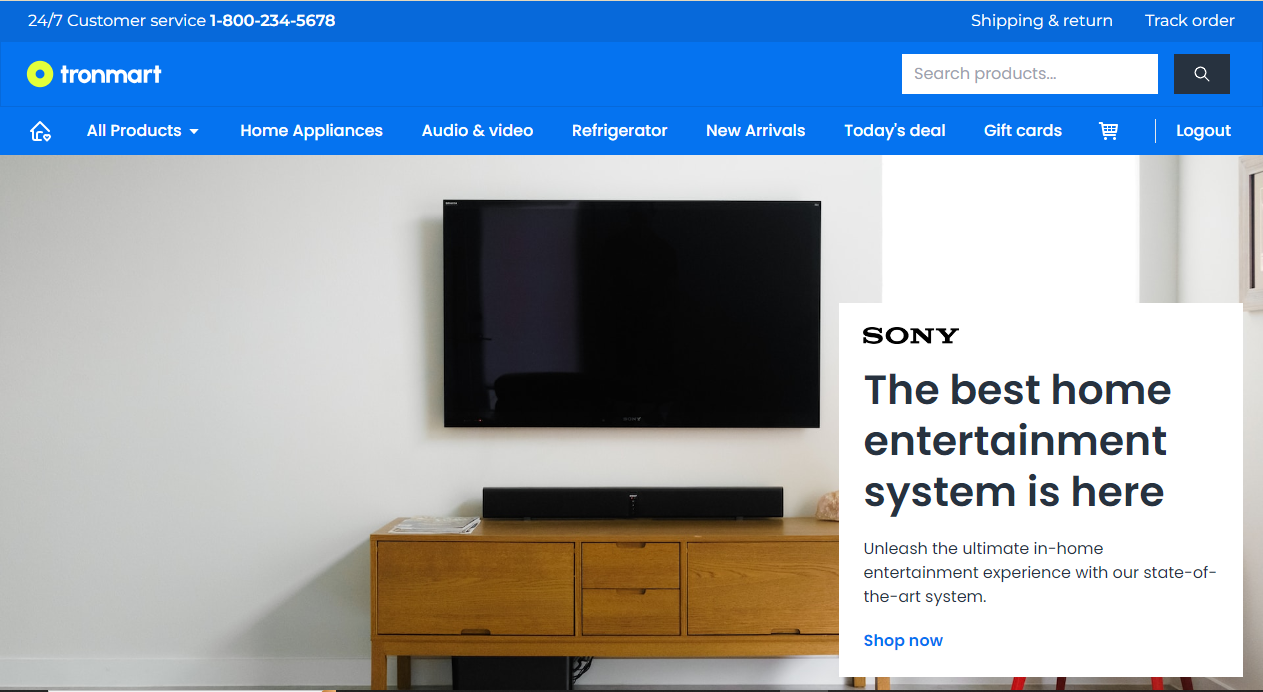 24/7 Customer service 1-800-234-5678
Shipping & return
Track order
tronmart
Search products...
All Products
Home Appliances
Audio & video
Refrigerator
New Arrivals
Today's deal
Gift cards
Logout
SONY
The best home
entertainment
system is here
Unleash the ultimate in-home
entertainment experience with our state-of-
the-art system.
Shop now